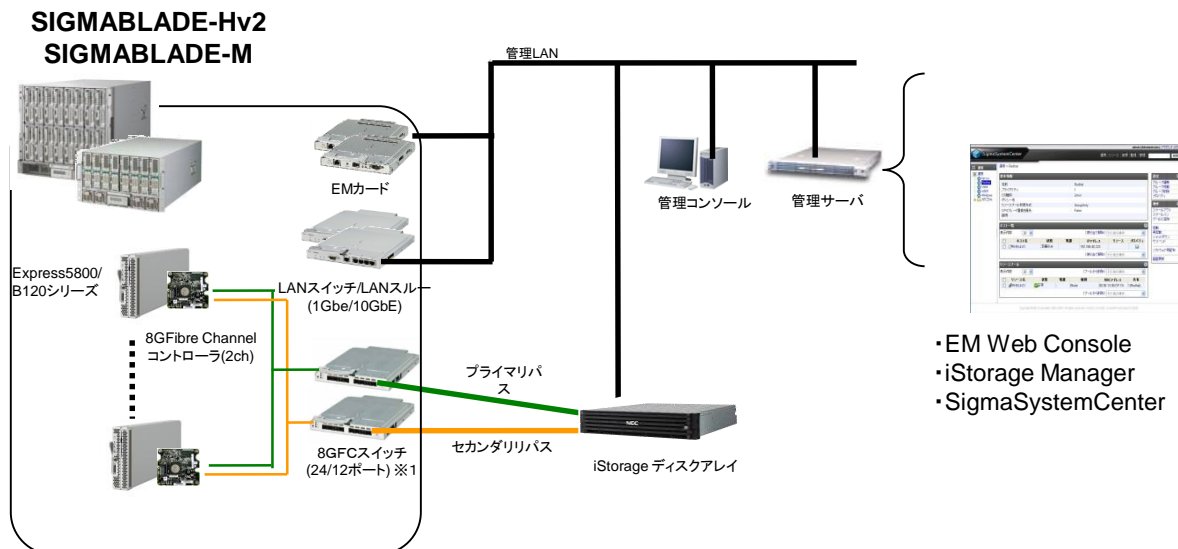 SIGMABLADE-Hv2
SIGMABLADE-M
管理LAN
EMカード
管理コンソール
管理サーバ
SigmaSystemCenter
Express5800/
B120シリーズ
LANスイッチ/LANスルー
(1Gbe/10GbE)
8GFibre Channel
コントローラ(2ch)
プライマリパ
ス
NEC
8GFCスイッチ
(24/12ポート) ※1
セカンダリリパス
iStorage ディスクアレイ
・EM Web Console
・iStorage Manager
・SigmaSystemCenter